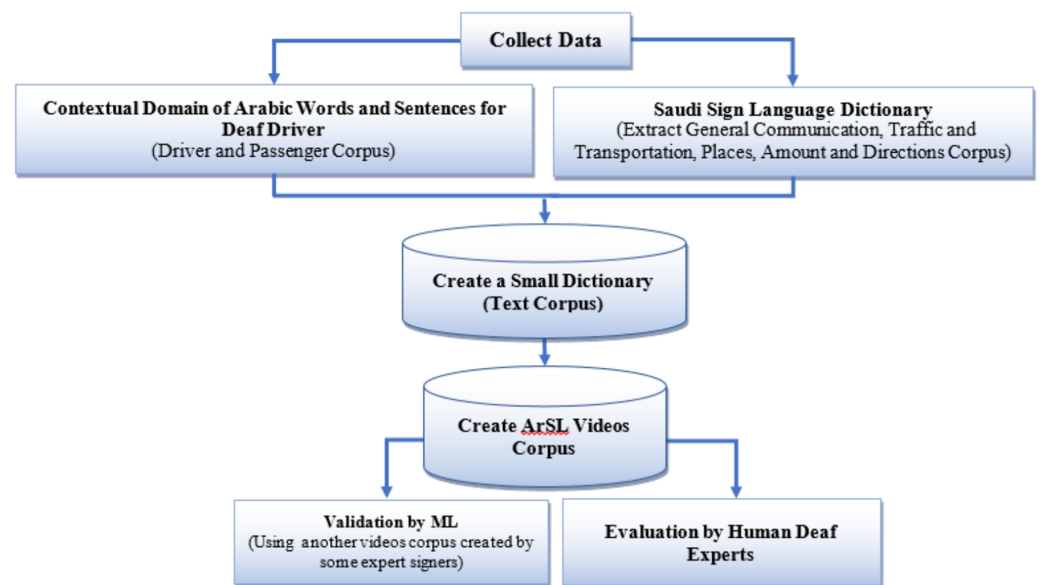 Collect Data
Contextual Domain of Arabic Words and Sentences for
Deaf Driver
(Driver and Passenger Corpus)
Saudi Sign Language Dictionary
(Extract General Communication, Traffic and
Transportation, Places, Amount and Directions Corpus)
Create a Small Dictionary
(Text Corpus)
Create ArSL Videos
Corpus
Validation by ML
(Using another videos corpus created by
some expert signers)
Evaluation by Human Deaf
Experts